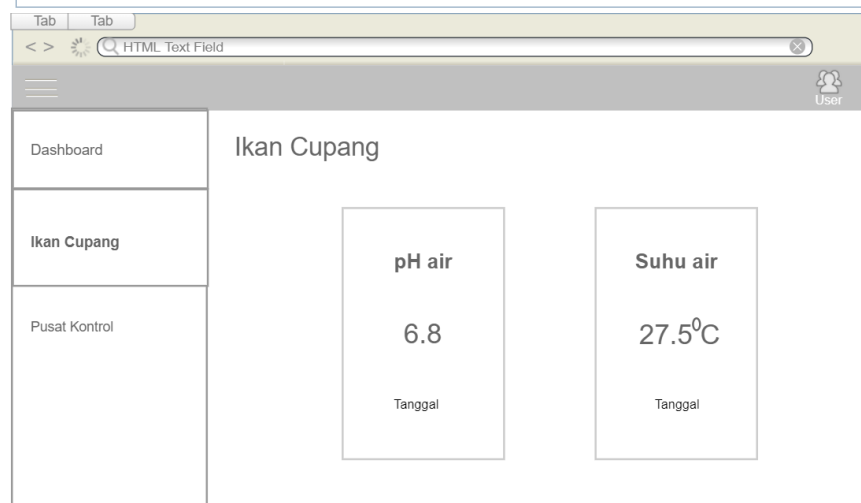 Tab Tab
< > HTML Text Field
User
Dashboard
Ikan Cupang
Pusat Kontrol
Ikan Cupang
pH air
6.8
Tanggal
Suhu air
27.5⁰C
Tanggal